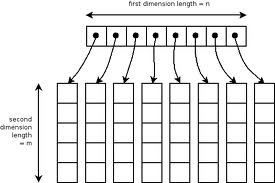 first dimension length = n
second
dimension
length
= m